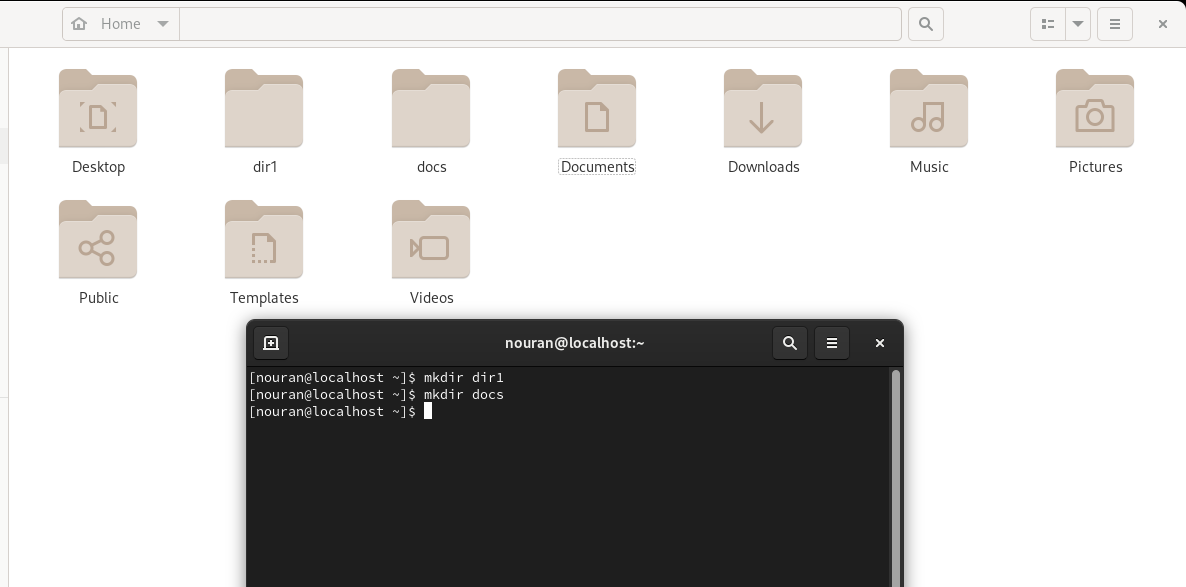 Home
Desktop
dir1
docs
Documents
Downloads
Music
Pictures
Public
Templates
Videos
nouran@localhost:~
[nouran@localhost ~]$ mkdir dir1
[nouran@localhost ~]$ mkdir docs
[nouran@localhost ~]$